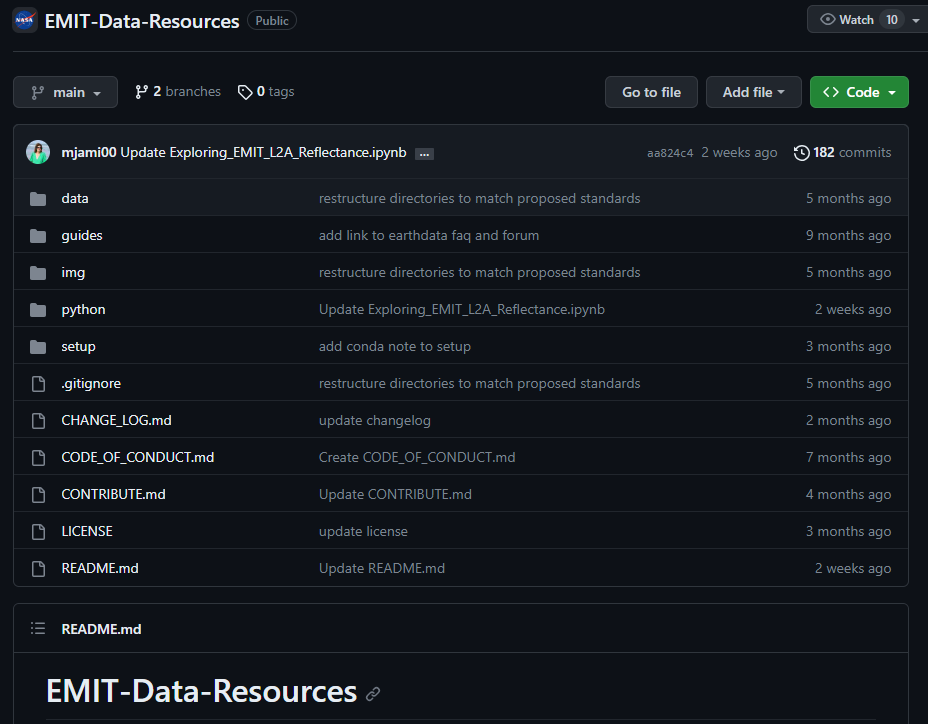 NASA EMIT-Data-Resources Public Watch 10
main 2 branches 0 tags Go to file Add file <> Code
mjami00 Update Exploring_EMIT_L2A_Reflectance.ipynb ... aa824c4 2 weeks ago 182 commits
data restructure directories to match proposed standards 5 months ago
guides add link to earthdata faq and forum 9 months ago
img restructure directories to match proposed standards 5 months ago
python Update Exploring_EMIT_L2A_Reflectance.ipynb 2 weeks ago
setup add conda note to setup 3 months ago
.gitignore restructure directories to match proposed standards 5 months ago
CHANGE_LOG.md update changelog 2 months ago
CODE_OF_CONDUCT.md Create CODE_OF_CONDUCT.md 7 months ago
CONTRIBUTE.md Update CONTRIBUTE.md 4 months ago
LICENSE update license 3 months ago
README.md Update README.md 2 weeks ago
README.md
EMIT-Data-Resources